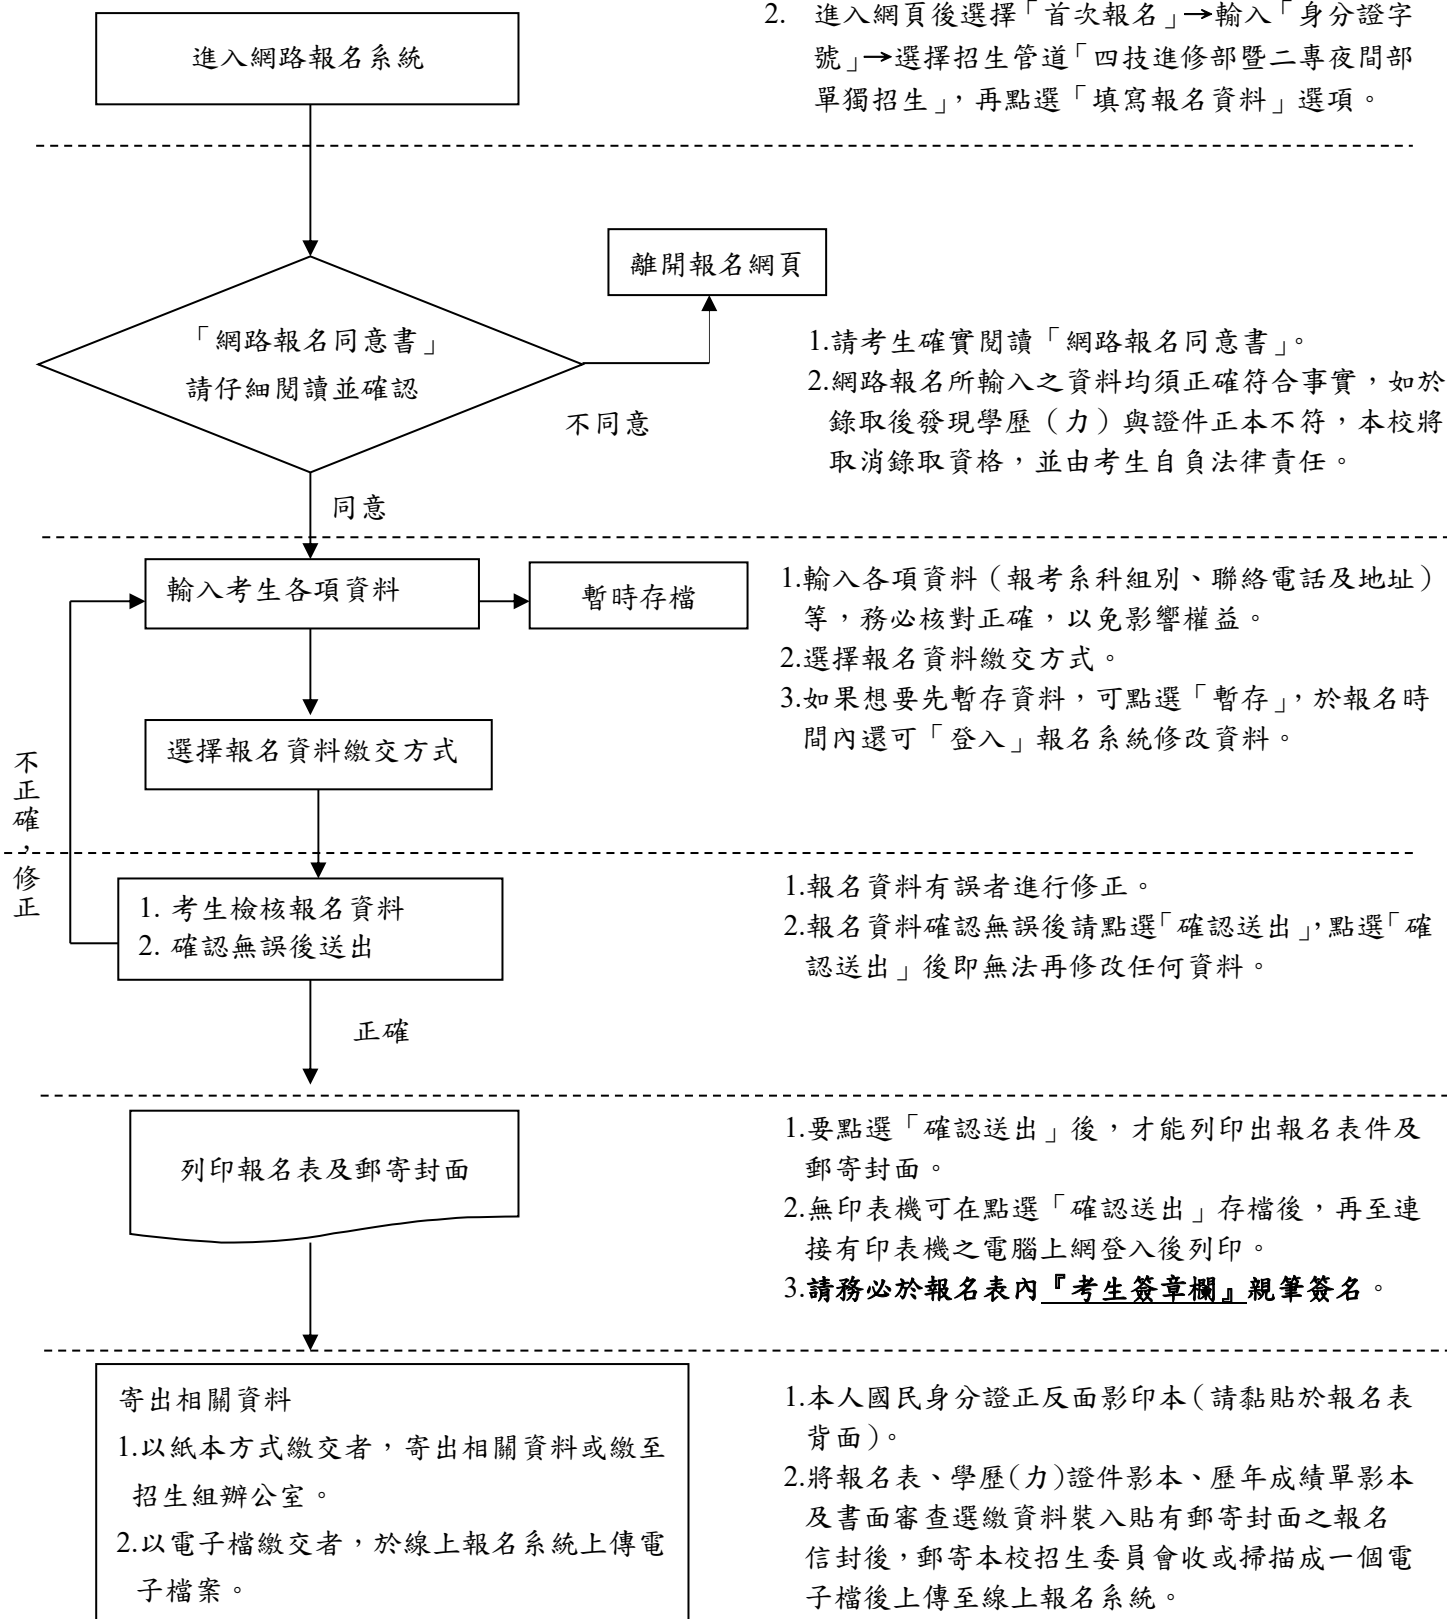 進入網路報名系統
2. 進入網頁後選擇「首次報名」→輸入「身分證字
號」→選擇招生管道「四技進修部暨二專夜間部
單獨招生」,再點選「填寫報名資料」選項。
離開報名網頁
「網路報名同意書」
請仔細閱讀並確認
不同意
同意
1.請考生確實閱讀「網路報名同意書」。
2.網路報名所輸入之資料均須正確符合事實,如於
錄取後發現學歷(力)與證件正本不符,本校將
取消錄取資格,並由考生自負法律責任。
輸入考生各項資料
暫時存檔
選擇報名資料繳交方式
1.輸入各項資料(報考系科組別、聯絡電話及地址)
等,務必核對正確,以免影響權益。
2.選擇報名資料繳交方式。
3.如果想要先暫存資料,可點選「暫存」,於報名時
間內還可「登入」報名系統修改資料。
不正確,修正
1. 考生檢核報名資料
2. 確認無誤後送出
正確
1.報名資料有誤者進行修正。
2.報名資料確認無誤後請點選「確認送出」,點選「確
認送出」後即無法再修改任何資料。
列印報名表及郵寄封面
1.要點選「確認送出」後,才能列印出報名表件及
郵寄封面。
2.無印表機可在點選「確認送出」存檔後,再至連
接有印表機之電腦上網登入後列印。
3.請務必於報名表內『考生簽章欄』親筆簽名。
寄出相關資料
1.以紙本方式繳交者,寄出相關資料或繳至
招生組辦公室。
2.以電子檔繳交者,於線上報名系統上傳電
子檔案。
1.本人國民身分證正反面影印本(請黏貼於報名表
背面)。
2.將報名表、學歷(力)證件影本、歷年成績單影本
及書面審查選繳資料裝入貼有郵寄封面之報名
信封後,郵寄本校招生委員會收或掃描成一個電
子檔後上傳至線上報名系統。